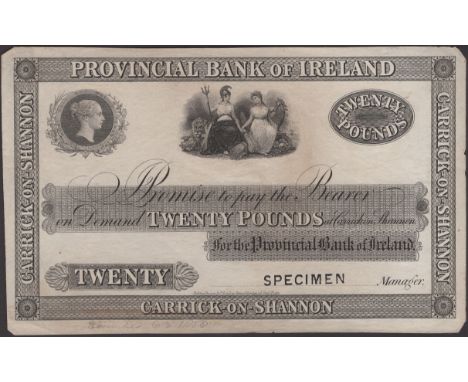 PROVINCIAL BANK OF IRELAND
TWENTY
POUNDS
CARRICK-ON-SHANNON
CARRICK-ON-SHANNON
I Promise to pay the Bearer
on Demand TWENTY POUNDS at Carrick on Shannon
For the Provincial Bank of Ireland.
TWENTY
SPECIMEN
Manager.
CARRICK-ON-SHANNON